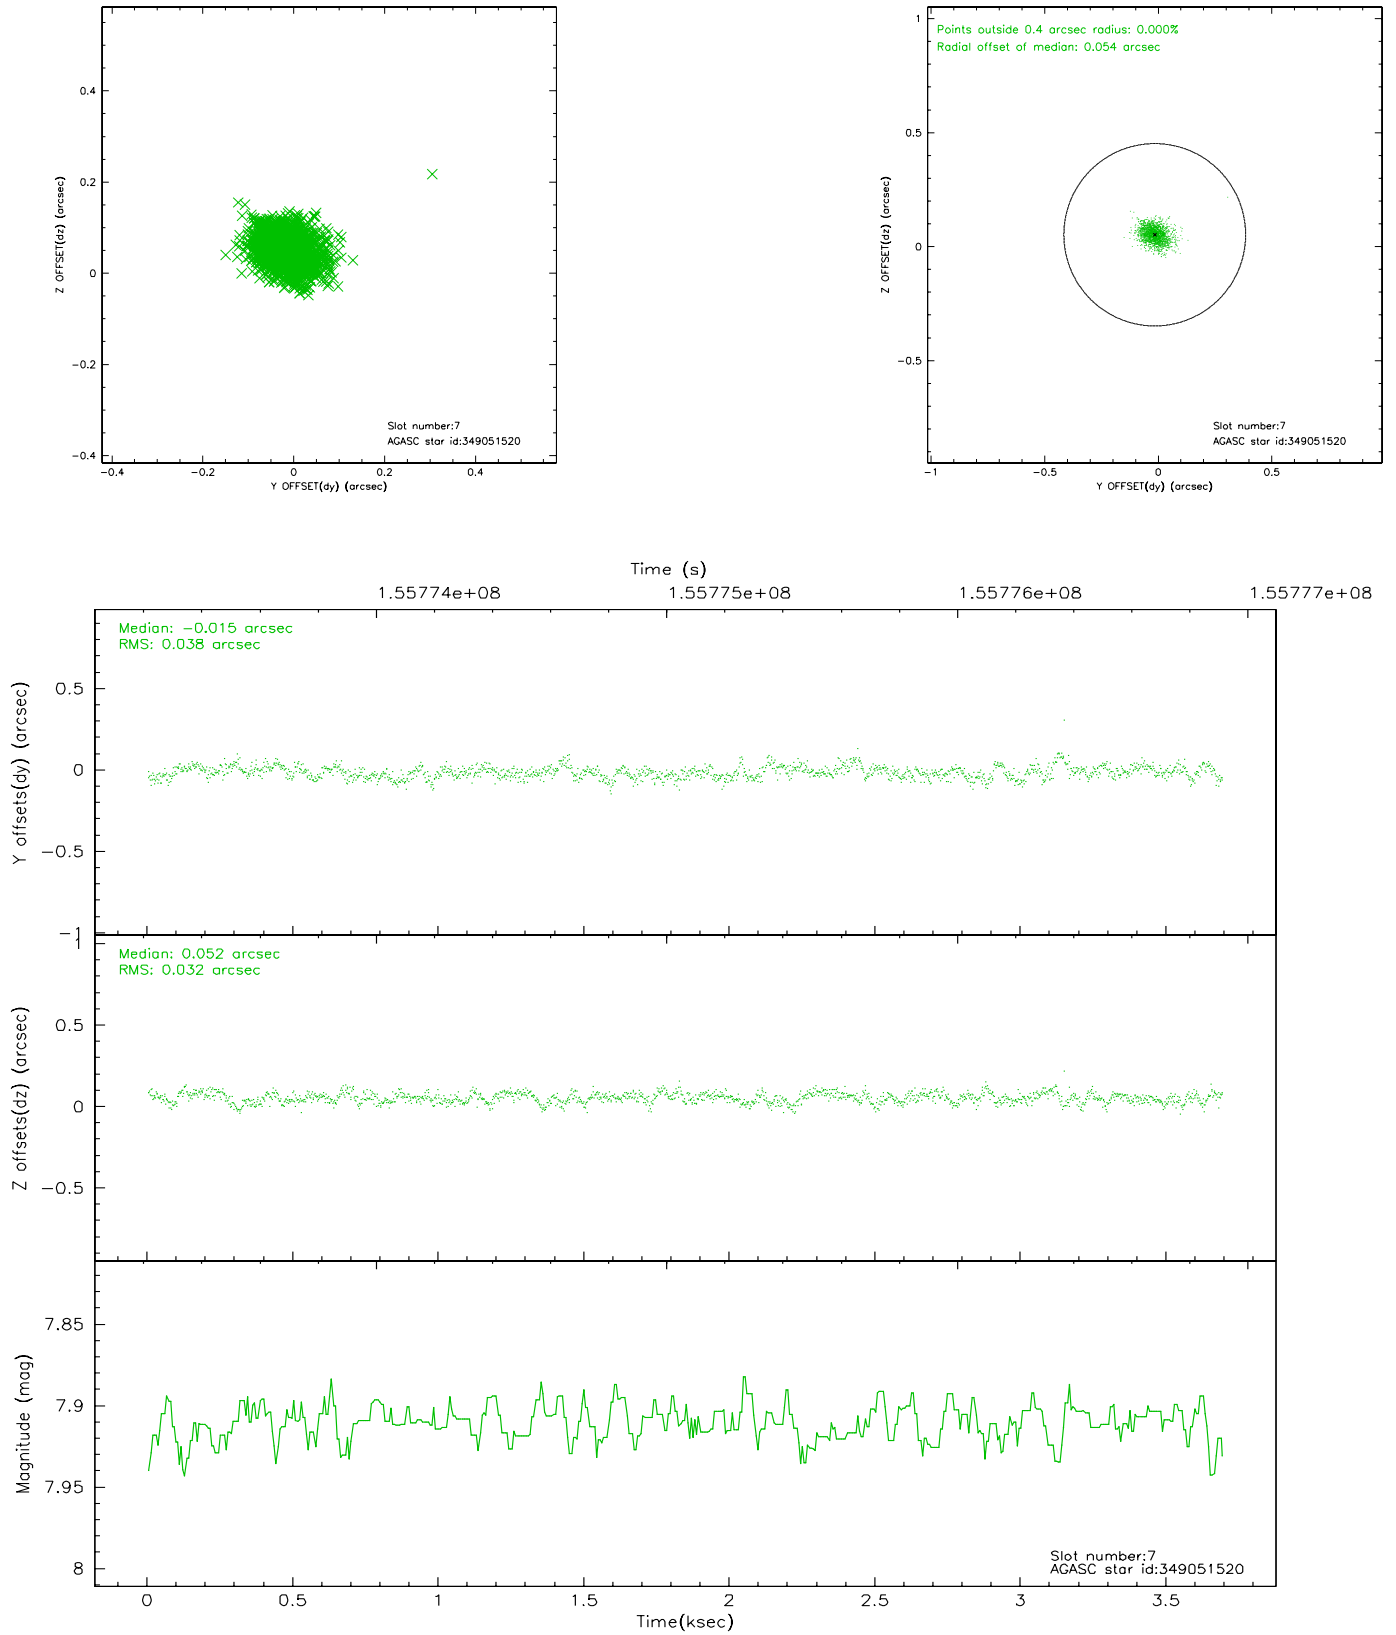 0.4
0.2
0
−0.2
−0.4
−0.4
−0.2
0
0.2
0.4
Z OFFSET(dz) (arcsec)
Y OFFSET(dy) (arcsec)
Slot number:7
AGASC star id:349051520
Points outside 0.4 arcsec radius: 0.000%
Radial offset of median: 0.054 arcsec
1
0.5
0
−0.5
−1
−0.5
0
0.5
Z OFFSET(dz) (arcsec)
Y OFFSET(dy) (arcsec)
Slot number:7
AGASC star id:349051520
Time (s)
1.55774e+08
1.55775e+08
1.55776e+08
1.55777e+08
Median: −0.015 arcsec
RMS: 0.038 arcsec
Y offsets(dy) (arcsec)
0.5
0
−0.5
−1
Median: 0.052 arcsec
RMS: 0.032 arcsec
Z offsets(dz) (arcsec)
1
0.5
0
−0.5
Magnitude (mag)
7.85
7.9
7.95
8
Slot number:7
AGASC star id:349051520
0
0.5
1
1.5
2
2.5
3
3.5
Time(ksec)